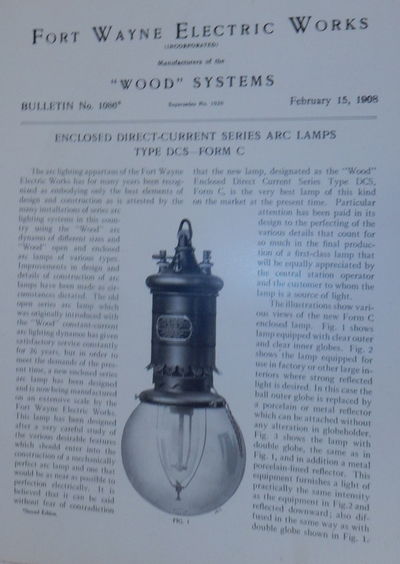 FORT WAYNE ELECTRIC WORKS
(INCORPORATED)
Manufacturers of the
"WOOD" SYSTEMS
BULLETIN No. 1086*
Supersedes No. 1029
February 15, 1908
ENCLOSED DIRECT-CURRENT SERIES ARC LAMPS
TYPE DCS—FORM C
The arc lighting apparatus of the Fort Wayne
Electric Works has for many years been recog-
nized as embodying only the best elements of
design and construction as is attested by the
many installations of series arc
lighting systems in this coun-
try using the "Wood" arc
dynamo of different sizes and
"Wood" open and enclosed
arc lamps of various types.
Improvements in design and
details of construction of arc
lamps have been made as cir-
cumstances dictated. The old
open series arc lamp which
was originally introduced with
the "Wood" constant-current
arc lighting dynamo has given
satisfactory service constantly
for 26 years, but in order to
meet the demands of the pres-
ent time, a new enclosed series
arc lamp has been designed
and is now being manufactured
on an extensive scale by the
Fort Wayne Electric Works.
This lamp has been designed
after a very careful study of
the various desirable features
which should enter into the
construction of a mechanically
perfect arc lamp and one that
would be as near as possible to
perfection electrically. It is
believed that it can be said
without fear of contradiction
*Second Edition.
that the new lamp, designated as the "Wood"
Enclosed Direct Current Series Type DCS,
Form C, is the very best lamp of this kind
on the market at the present time. Particular
attention has been paid in its
design to the perfecting of the
various details that count for
so much in the final produc-
tion of a first-class lamp that
will be equally appreciated by
the central station operator
and the customer to whom the
lamp is a source of light.
The illustrations show vari-
ous views of the new Form C
enclosed lamp. Fig. 1 shows
lamp equipped with clear outer
and clear inner globes. Fig. 2
shows the lamp equipped for
use in factory or other large in-
teriors where strong reflected
light is desired. In this case the
ball outer globe is replaced by
a porcelain or metal reflector
which can be attached without
any alteration in globeholder.
Fig. 3 shows the lamp with
double globe, the same as in
Fig. 1, and in addition a metal
porcelain-lined reflector. This
equipment furnishes a light of
practically the same intensity
as the equipment in Fig. 2 and
reflected downward; also dif-
fused in the same way as with
double globe shown in Fig. 1.
FIG. 1